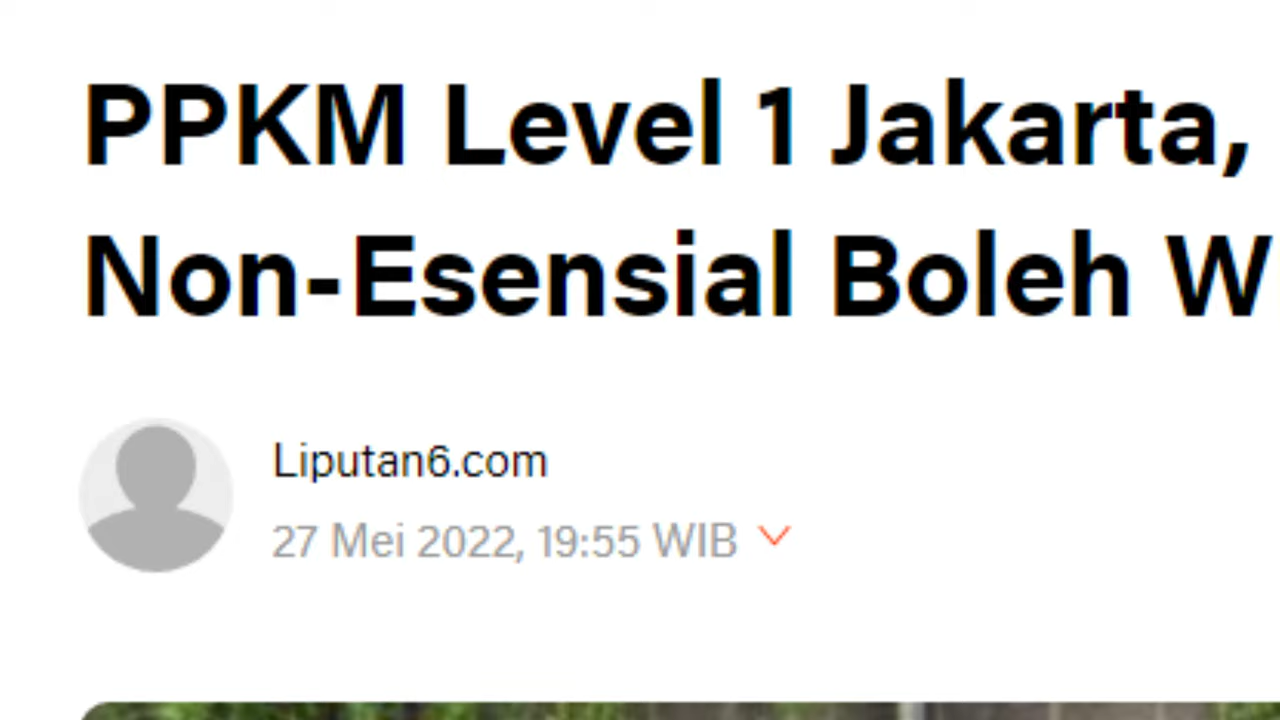 PPKM Level 1 Jakarta,
Non-Esensial Boleh W
Liputan6.com
27 Mei 2022, 19:55 WIB